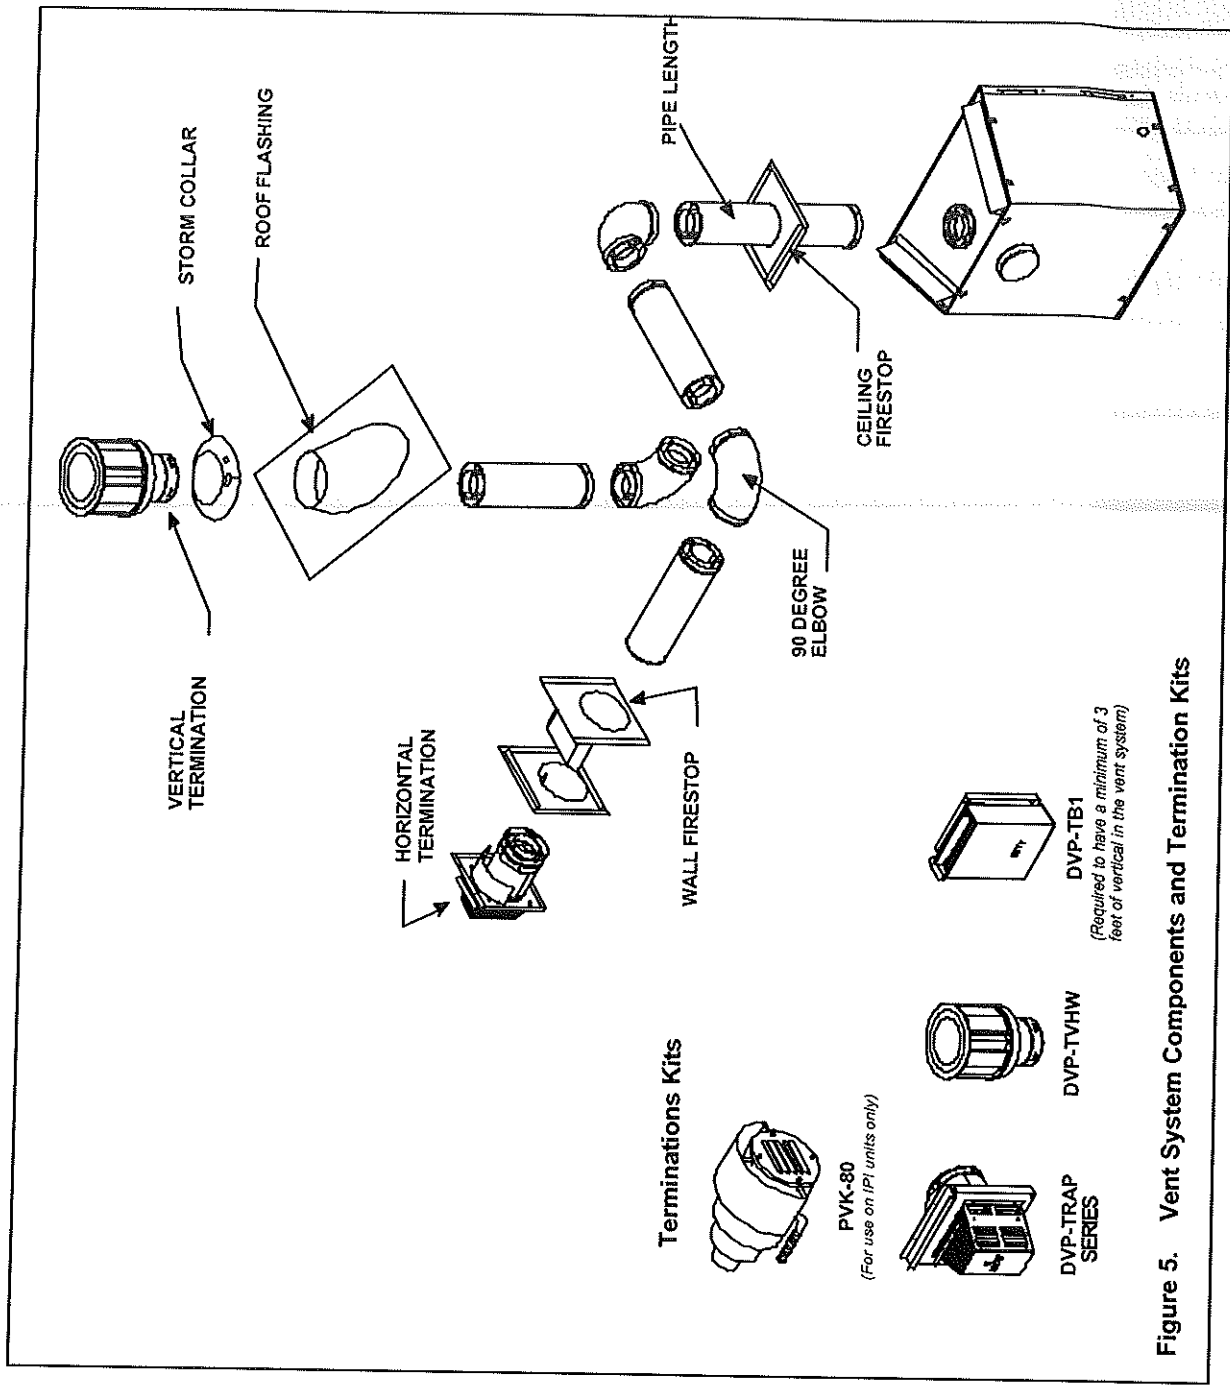 STORM COLLAR
ROOF FLASHING
VERTICAL
TERMINATION
PIPE LENGTH
HORIZONTAL
TERMINATION
CEILING
FIRESTOP
90 DEGREE
ELBOW
WALL FIRESTOP
Terminations Kits
PVK-80
(For use on IPI units only)
DVP-TRAP
SERIES
DVP-TVHW
DVP-TB1
(Required to have a minimum of 3
feet of vertical in the vent system)
Figure 5. Vent System Components and Termination Kits